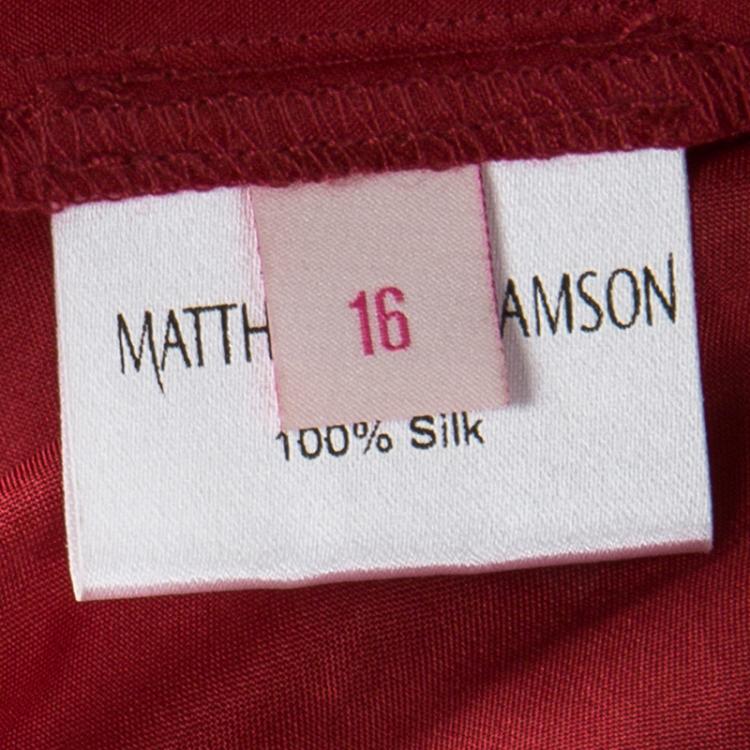 MATTH AMSON
16
100% Silk